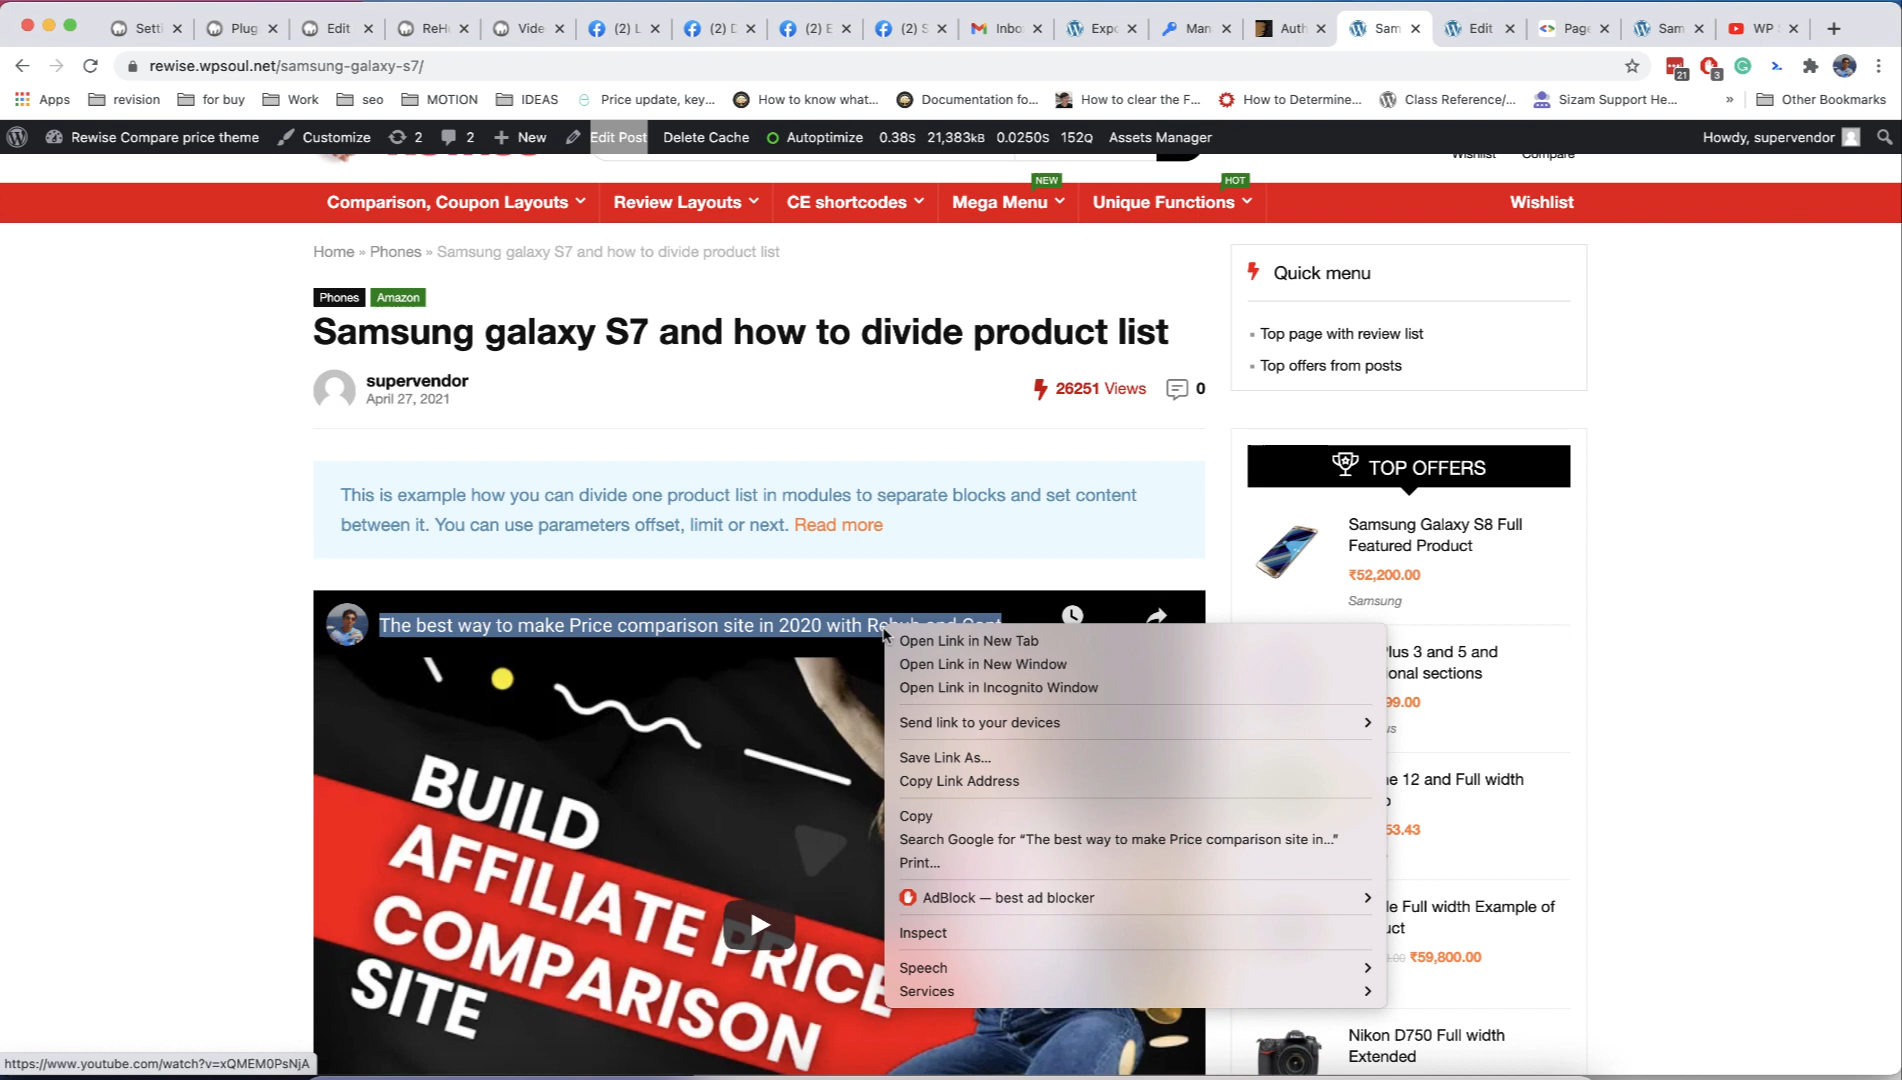 Setti
Plug
Edit
ReH
Vide
(2) L
(2) D
(2) E
(2) S
Inbo
Expo
Man
Auth
Sam
Edit
Page
Sam
WP
rewise.wpsoul.net/samsung-galaxy-s7/
21
3
Apps
revision
for buy
Work
seo
MOTION
IDEAS
Price update, key...
How to know what...
Documentation fo...
How to clear the F...
How to Determine...
Class Reference/...
Sizam Support He...
»
Other Bookmarks
Rewise Compare price theme
Customize
2
2
New
Edit Post
Delete Cache
Autoptimize
0.38S
21,383kB
0.0250S
152Q
Assets Manager
Howdy, supervendor
Wishlist
Compare
NEW
HOT
Comparison, Coupon Layouts
Review Layouts
CE shortcodes
Mega Menu
Unique Functions
Wishlist
Home » Phones » Samsung galaxy S7 and how to divide product list
Phones
Amazon
Samsung galaxy S7 and how to divide product list
supervendor
April 27, 2021
26251 Views
0
This is example how you can divide one product list in modules to separate blocks and set content
between it. You can use parameters offset, limit or next. Read more
The best way to make Price comparison site in 2020 with Rehub and Cont
BUILD
AFFILIATE PRICE
COMPARISON
SITE
Open Link in New Tab
Open Link in New Window
Open Link in Incognito Window
Send link to your devices
Save Link As...
Copy Link Address
Copy
Search Google for “The best way to make Price comparison site in...”
Print...
AdBlock — best ad blocker
Inspect
Speech
Services
Quick menu
Top page with review list
Top offers from posts
TOP OFFERS
Samsung Galaxy S8 Full
Featured Product
₹52,200.00
Samsung
lus 3 and 5 and
ional sections
99.00
us
e 12 and Full width
53.43
le Full width Example of
uct
0.00 ₹59,800.00
Nikon D750 Full width
Extended
https://www.youtube.com/watch?v=xQMEM0PsNjA